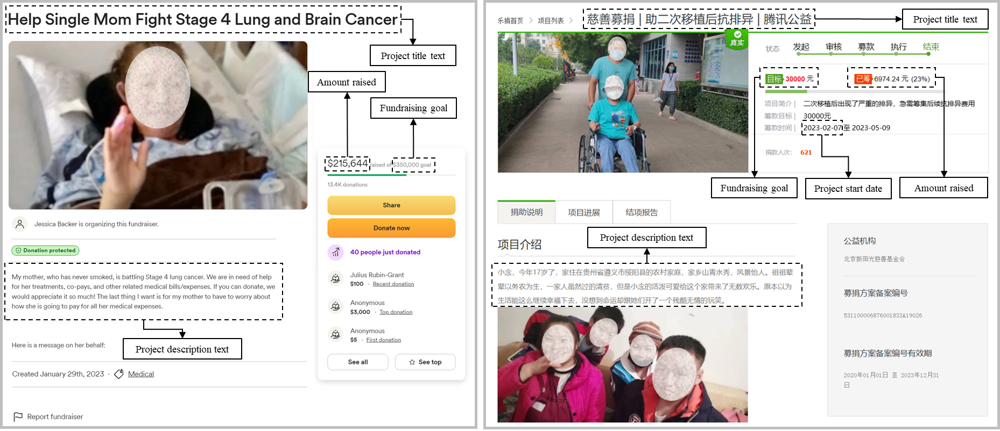 Help Single Mom Fight Stage 4 Lung and Brain Cancer
Project title text
Amount raised
Fundraising goal
$215,644 raised of $350,000 goal
13.4K donations
Share
Donate now
40 people just donated
Julius Rubin-Grant
$100 · Recent donation
Anonymous
$3,000 · Top donation
Anonymous
$5 · First donation
See all
See top
Jessica Backer is organizing this fundraiser.
Donation protected
My mother, who has never smoked, is battling Stage 4 lung cancer. We are in need of help
for her treatments, co-pays, and other related medical bills/expenses. If you can donate, we
would appreciate it so much! The last thing I want is for my mother to have to worry about
how she is going to pay for all her medical expenses.
Here is a message on her behalf:
Project description text
Created January 29th, 2023 · Medical
Report fundraiser
乐捐首页 > 项目列表 >
慈善募捐 | 助二次移植后抗排异 | 腾讯公益
Project title text
真实
状态 发起 审核 募款 执行 结束
目标 30000 元
已筹 6974.24 元 (23%)
项目简介 | 二次移植后出现了严重的排异，急需筹集后续抗排异费用
筹款目标 | 30000元
筹款时间 | 2023-02-07 至 2023-05-09
捐款人次： 621
Fundraising goal
Project start date
Amount raised
捐助说明 项目进展 结项报告
Project description text
项目介绍
小念，今年17岁了，家住在贵州省遵义市绥阳县的农村家庭，家乡山青水秀，风景怡人。祖祖辈
辈以务农为生，一家人虽然过的清贫，但是小念的活泼可爱给这个家带来了无数欢乐。原本以为
生活能这么继续幸福下去，没想到命运却跟她们开了一个残酷无情的玩笑。
公益机构
北京新阳光慈善基金会
募捐方案备案编号
531100006876001833A19026
募捐方案备案编号有效期
2020年01月01日 至 2023年12月31
日